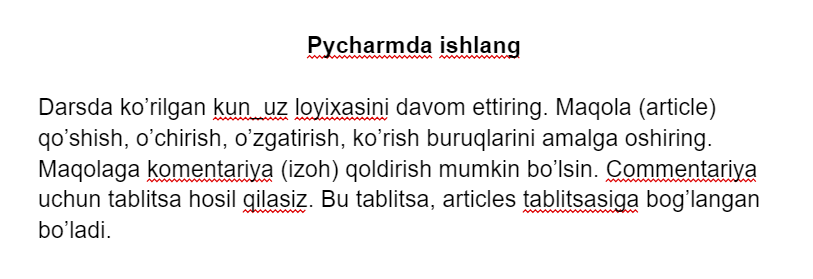 Pycharmda ishlang
Darsda ko’rilgan kun_uz loyixasini davom ettiring. Maqola (article)
qo’shish, o’chirish, o’zgatirish, ko’rish buruqlarini amalga oshiring.
Maqolaga komentariya (izoh) qoldirish mumkin bo’lsin. Commentariya
uchun tablitsa hosil qilasiz. Bu tablitsa, articles tablitsasiga bog’langan
bo’ladi.